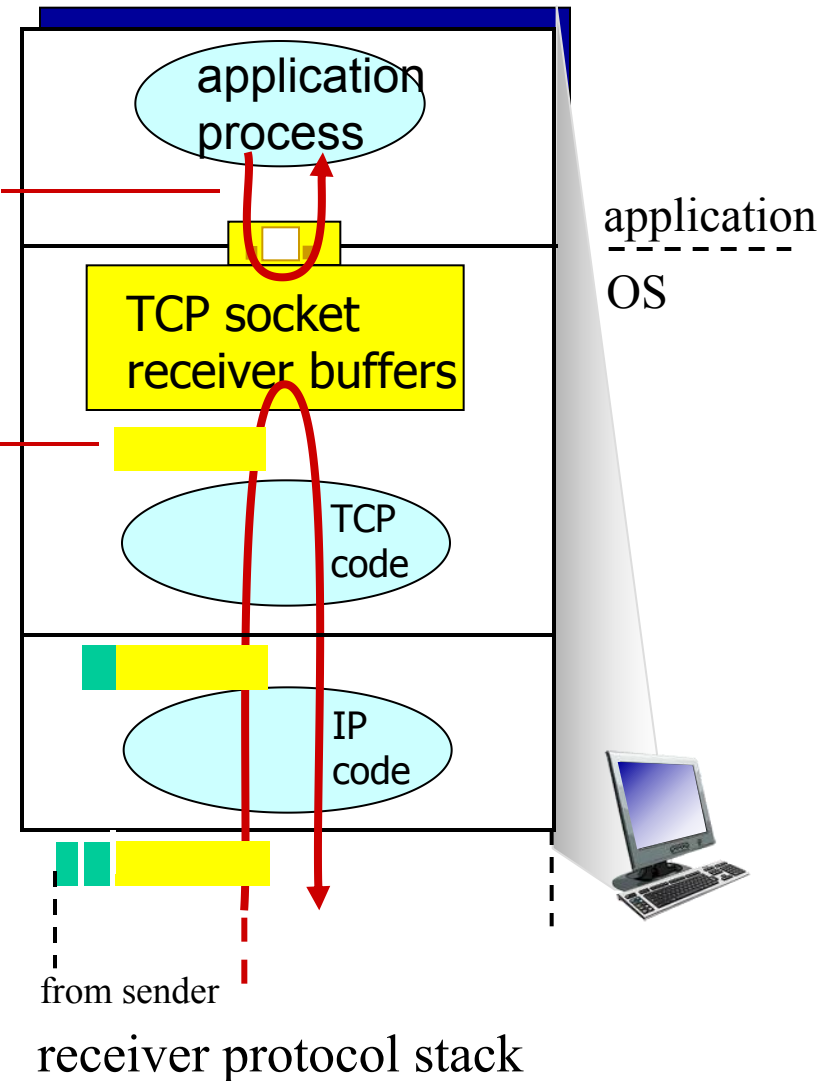 application
process
application
OS
TCP socket
receiver buffers
TCP
code
IP
code
from sender
receiver protocol stack